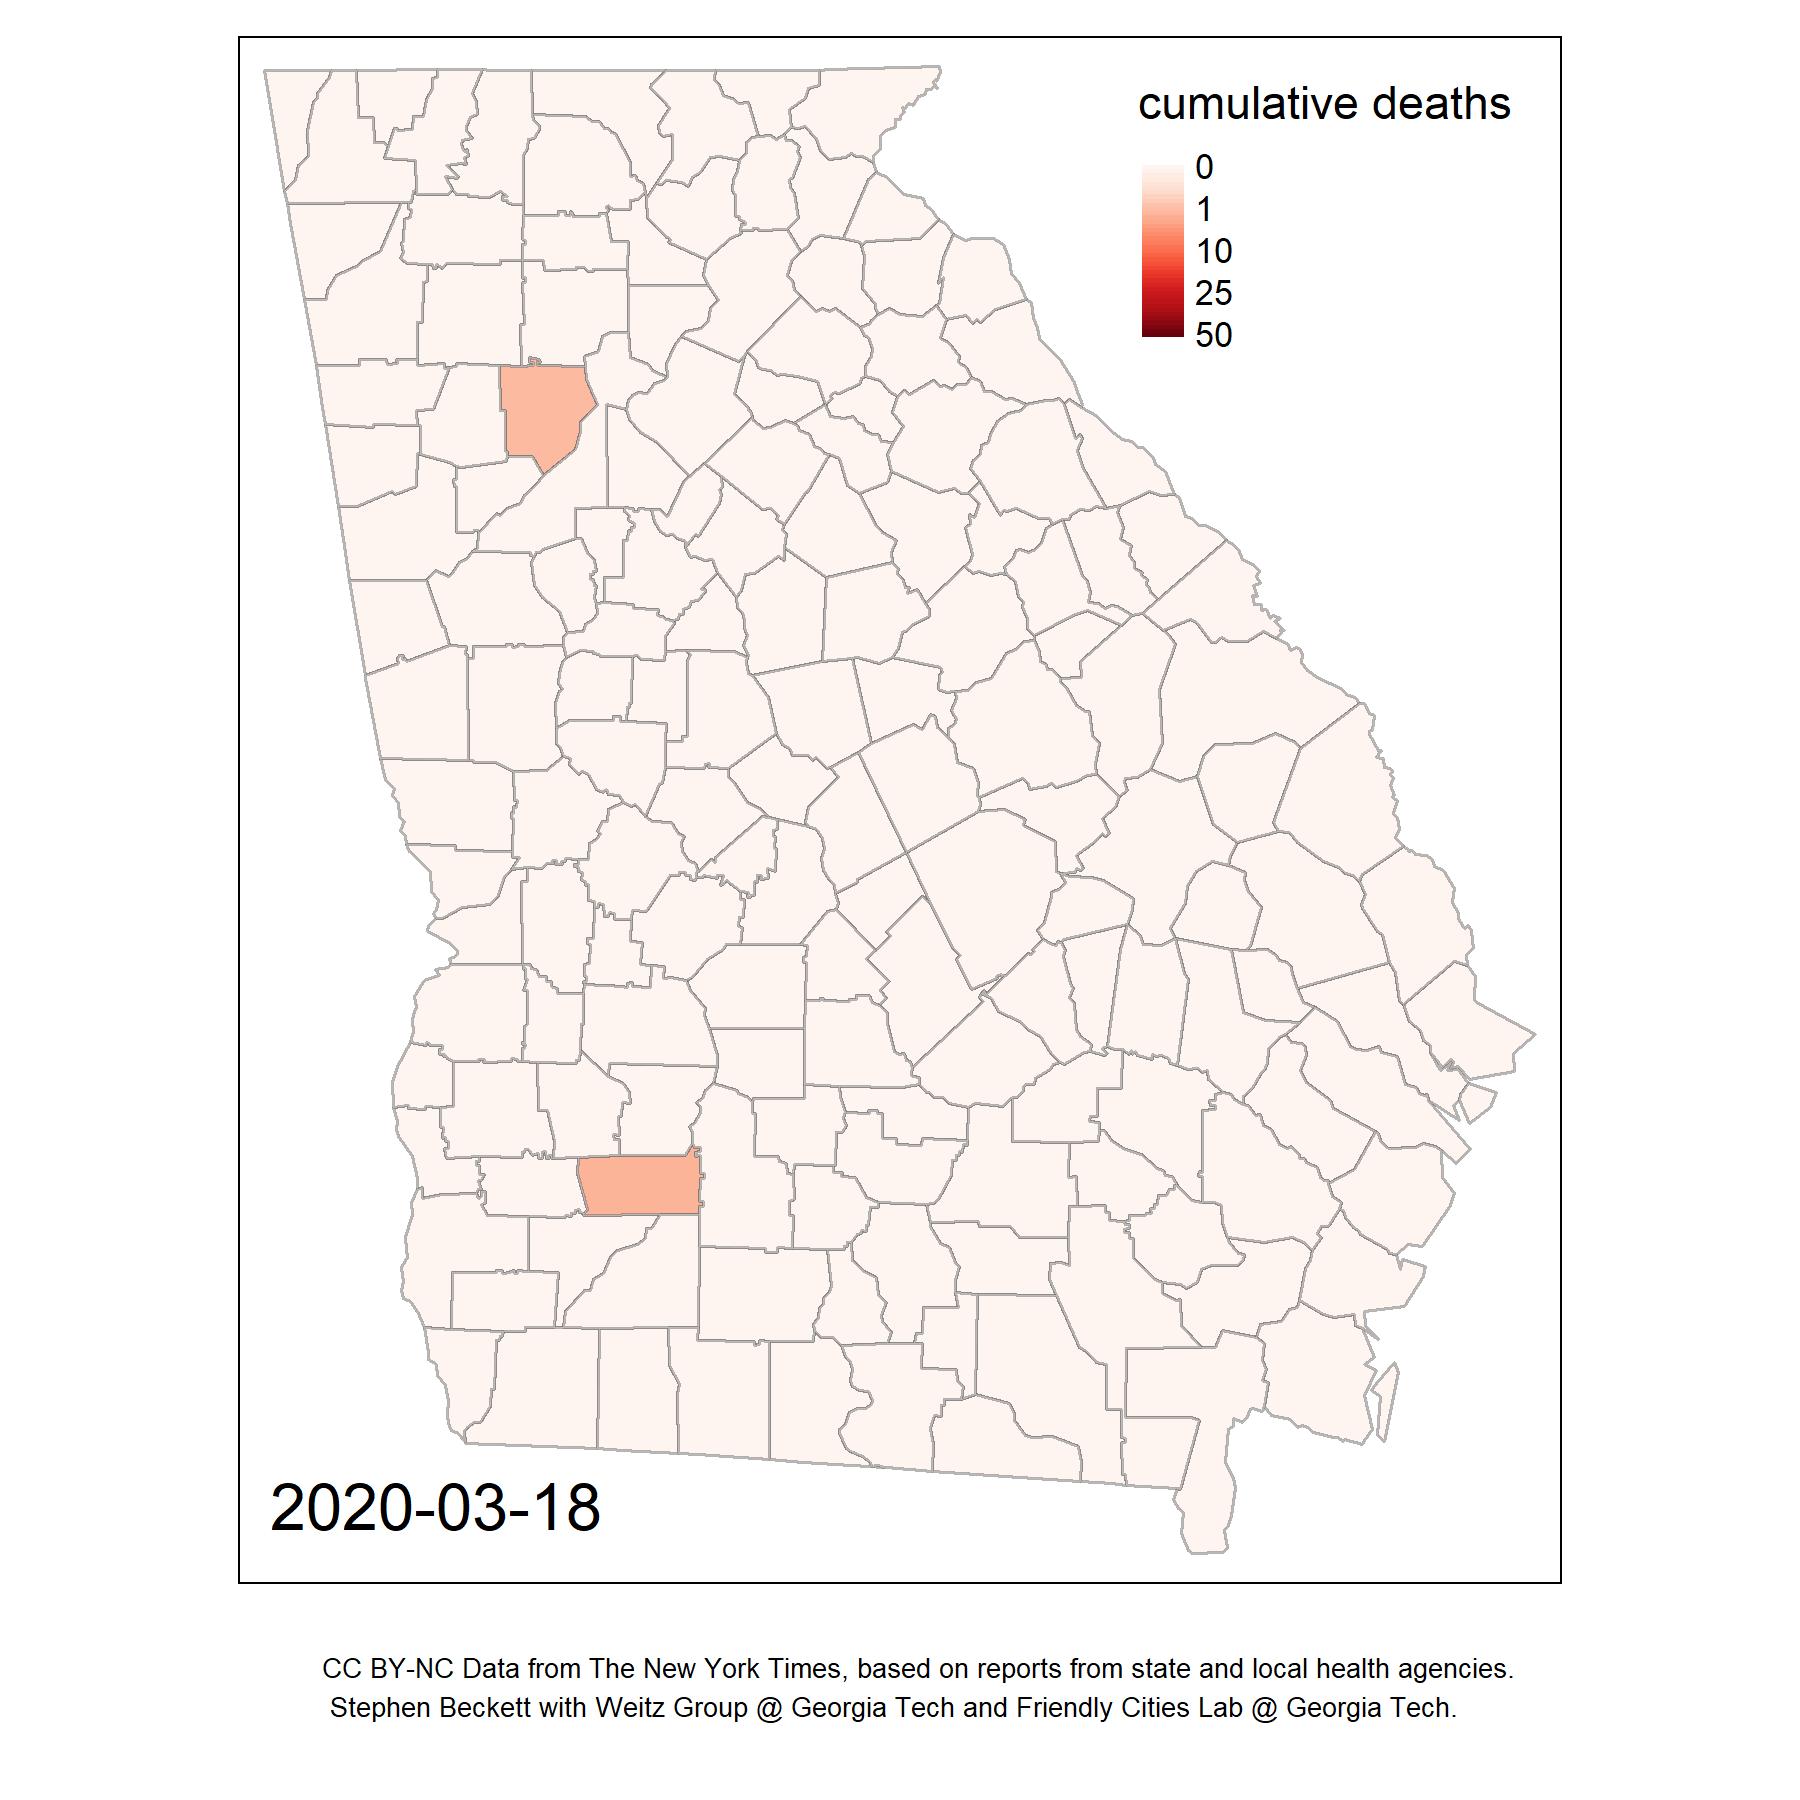 cumulative deaths
0
1
10
25
50
2020-03-18
CC BY-NC Data from The New York Times, based on reports from state and local health agencies.
Stephen Beckett with Weitz Group @ Georgia Tech and Friendly Cities Lab @ Georgia Tech.